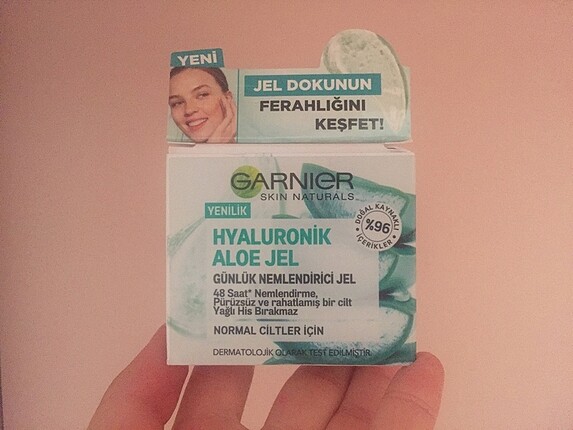 YENİ
JEL DOKUNUN
FERAHLIĞINI
KEŞFET!
GARNIER
SKIN NATURALS
YENİLİK
DOĞAL KAYNAKLI
%96
İÇERİKLER
HYALURONİK
ALOE JEL
GÜNLÜK NEMLENDİRİCİ JEL
48 Saat* Nemlendirme,
Pürüzsüz ve rahatlamış bir cilt
Yağlı His Bırakmaz
NORMAL CİLTLER İÇİN
DERMATOLOJİK OLARAK TEST EDİLMİŞTİR.